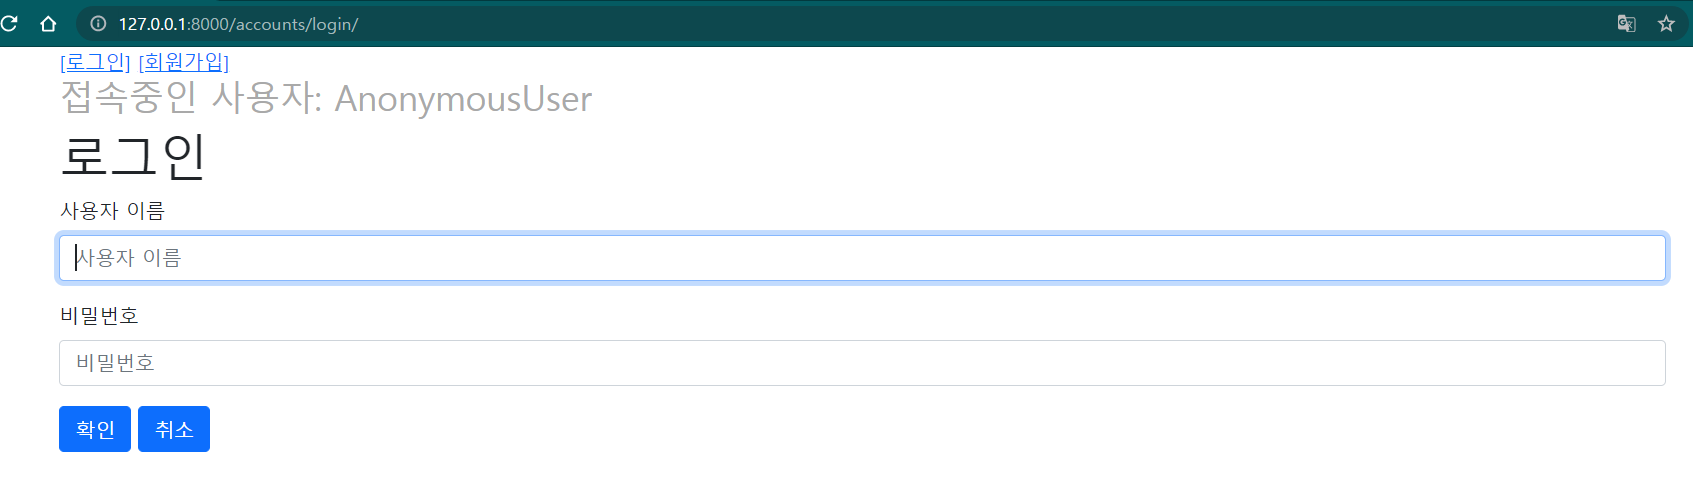 127.0.0.1:8000/accounts/login/
[로그인] [회원가입]
접속중인 사용자: AnonymousUser
로그인
사용자 이름
사용자 이름
비밀번호
비밀번호
확인 취소